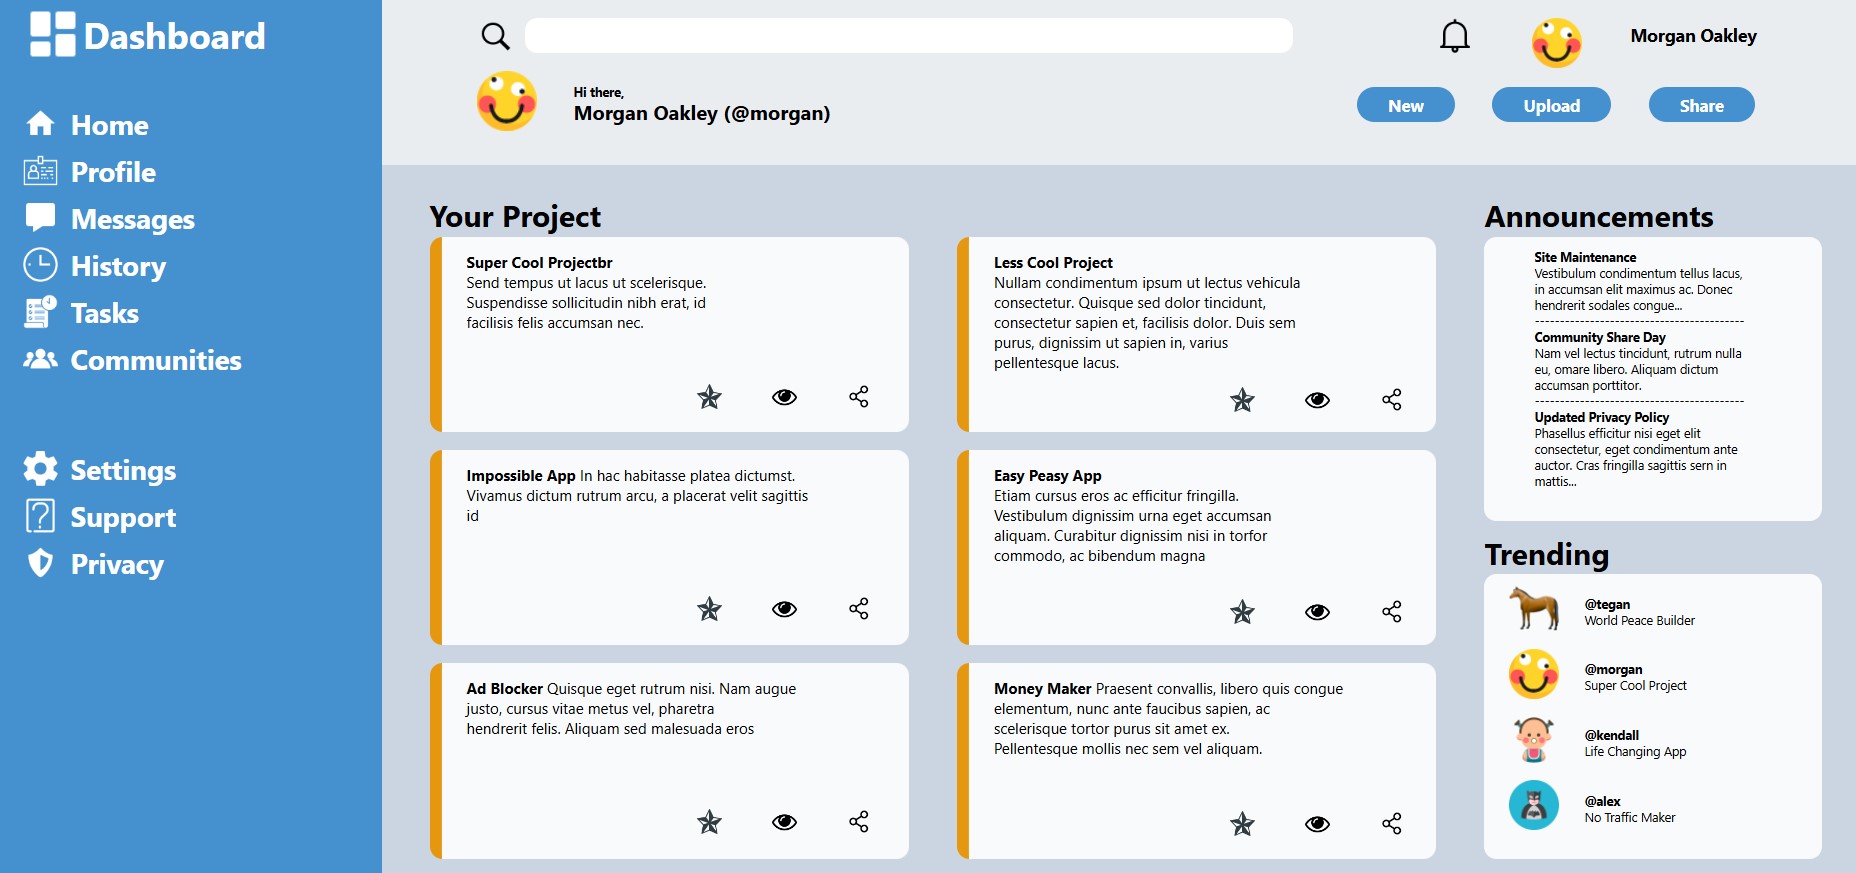 Dashboard
Home
Profile
Messages
History
Tasks
Communities
Settings
Support
Privacy
Morgan Oakley
Hi there,
Morgan Oakley (@morgan)
New
Upload
Share
Your Project
Super Cool Projectbr
Send tempus ut lacus ut scelerisque.
Suspendisse sollicitudin nibh erat, id
facilisis felis accumsan nec.
Less Cool Project
Nullam condimentum ipsum ut lectus vehicula
consectetur. Quisque sed dolor tincidunt,
consectetur sapien et, facilisis dolor. Duis sem
purus, dignissim ut sapien in, varius
pellentesque lacus.
Impossible App In hac habitasse platea dictumst.
Vivamus dictum rutrum arcu, a placerat velit sagittis
id
Easy Peasy App
Etiam cursus eros ac efficitur fringilla.
Vestibulum dignissim urna eget accumsan
aliquam. Curabitur dignissim nisi in torfor
commodo, ac bibendum magna
Ad Blocker Quisque eget rutrum nisi. Nam augue
justo, cursus vitae metus vel, pharetra
hendrerit felis. Aliquam sed malesuada eros
Money Maker Praesent convallis, libero quis congue
elementum, nunc ante faucibus sapien, ac
scelerisque tortor purus sit amet ex.
Pellentesque mollis nec sem vel aliquam.
Announcements
Site Maintenance
Vestibulum condimentum tellus lacus,
in accumsan elit maximus ac. Donec
hendrerit sodales congue...
------------------------------------------
Community Share Day
Nam vel lectus tincidunt, rutrum nulla
eu, omare libero. Aliquam dictum
accumsan porttitor.
------------------------------------------
Updated Privacy Policy
Phasellus efficitur nisi eget elit
consectetur, eget condimentum ante
auctor. Cras fringilla sagittis sern in
mattis...
Trending
@tegan
World Peace Builder
@morgan
Super Cool Project
@kendall
Life Changing App
@alex
No Traffic Maker